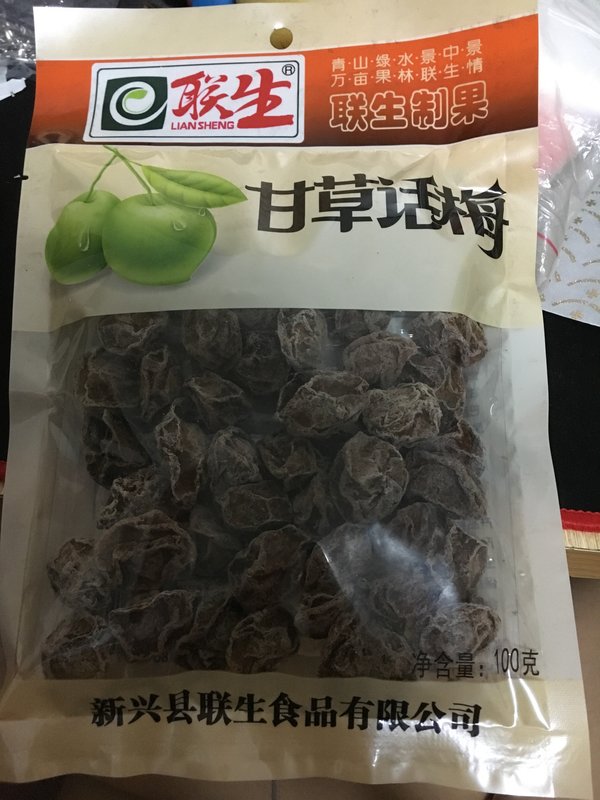 联生®
LIANSHENG
青·山·绿·水·景·中·景
万·亩·果·林·联·生·情
联生制果
甘草话梅
净含量：100克
新兴县联生食品有限公司